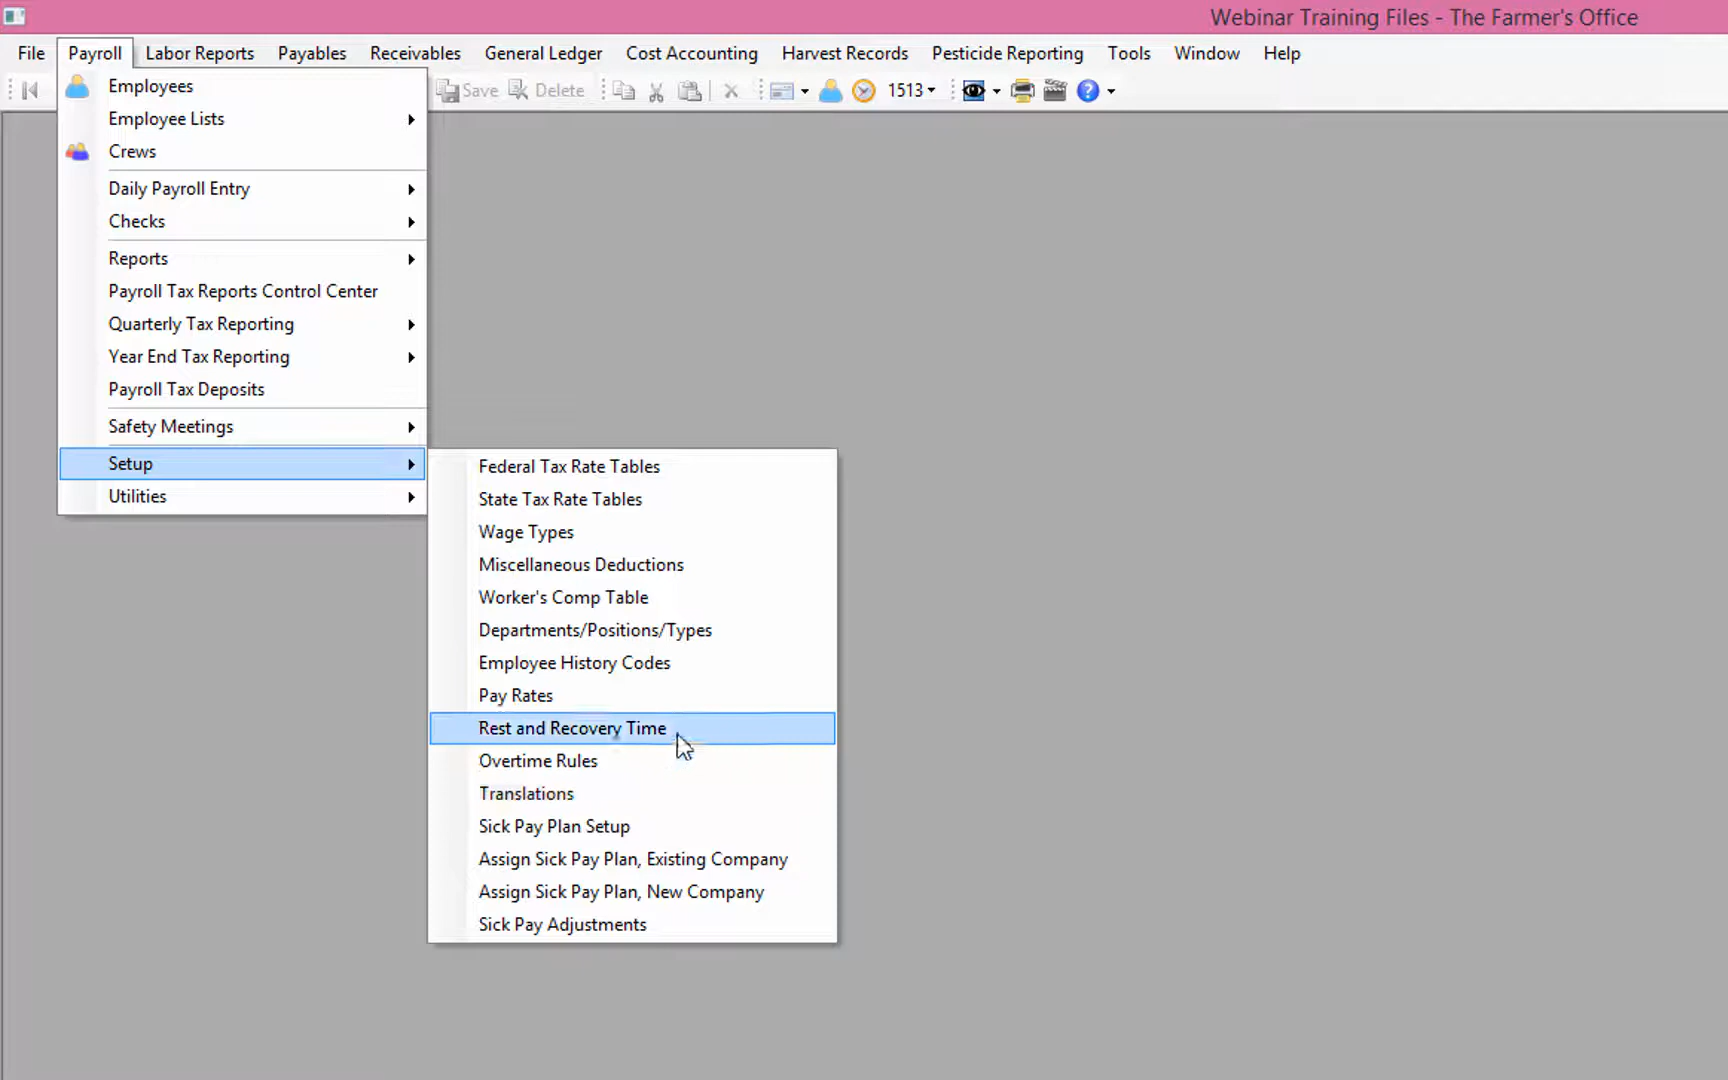 Webinar Training Files - The Farmer's Office
File Payroll Labor Reports Payables Receivables General Ledger Cost Accounting Harvest Records Pesticide Reporting Tools Window Help
Save Delete 1513
Employees
Employee Lists
Crews
Daily Payroll Entry
Checks
Reports
Payroll Tax Reports Control Center
Quarterly Tax Reporting
Year End Tax Reporting
Payroll Tax Deposits
Safety Meetings
Setup
Utilities
Federal Tax Rate Tables
State Tax Rate Tables
Wage Types
Miscellaneous Deductions
Worker's Comp Table
Departments/Positions/Types
Employee History Codes
Pay Rates
Rest and Recovery Time
Overtime Rules
Translations
Sick Pay Plan Setup
Assign Sick Pay Plan, Existing Company
Assign Sick Pay Plan, New Company
Sick Pay Adjustments